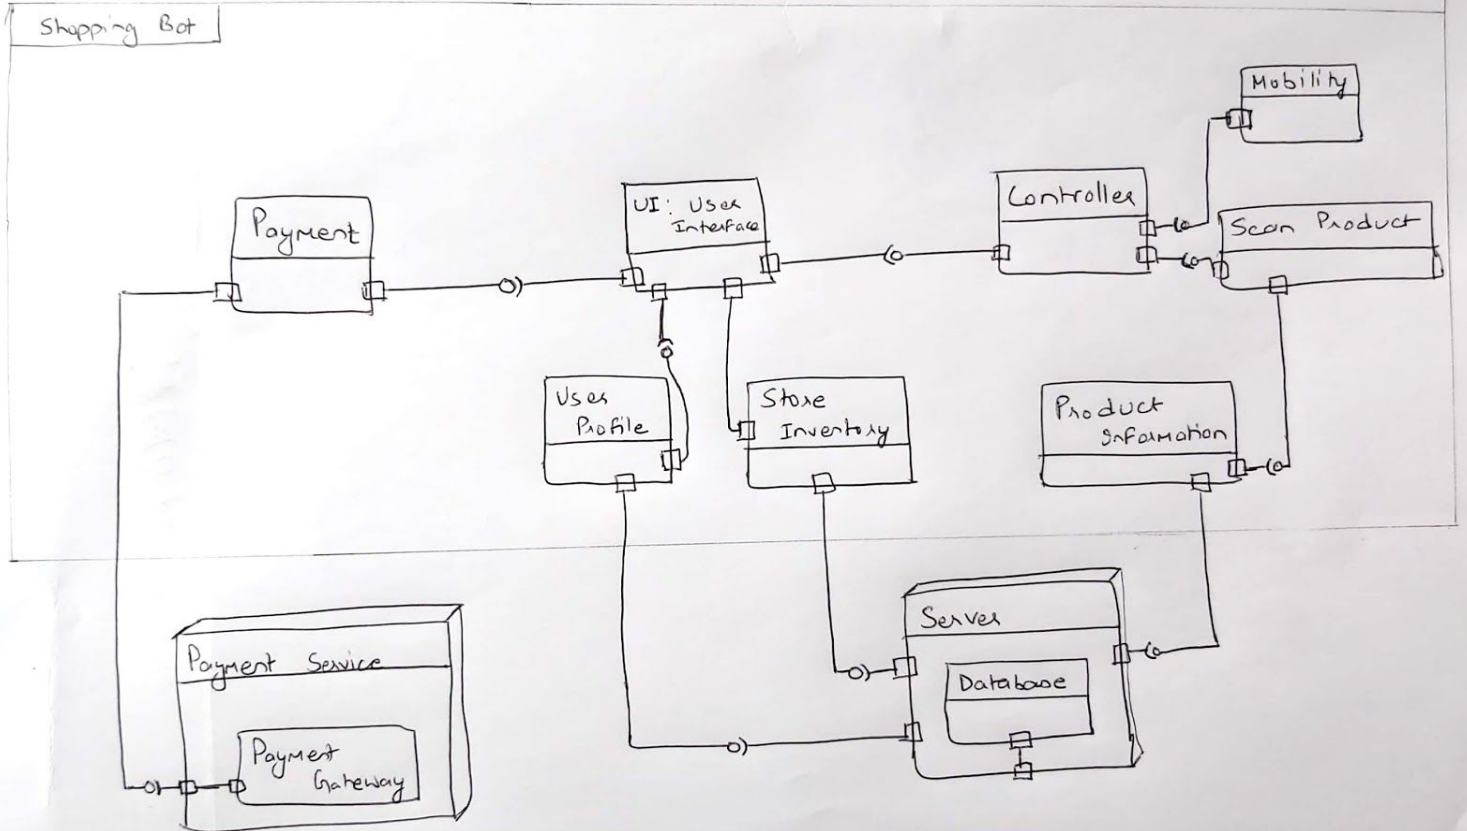 Shopping Bot
Mobility
Payment
UI: User
Interface
Controller
Scan Product
User
Profile
Store
Inventory
Product
Information
Payment Service
Payment
Gateway
Server
Database